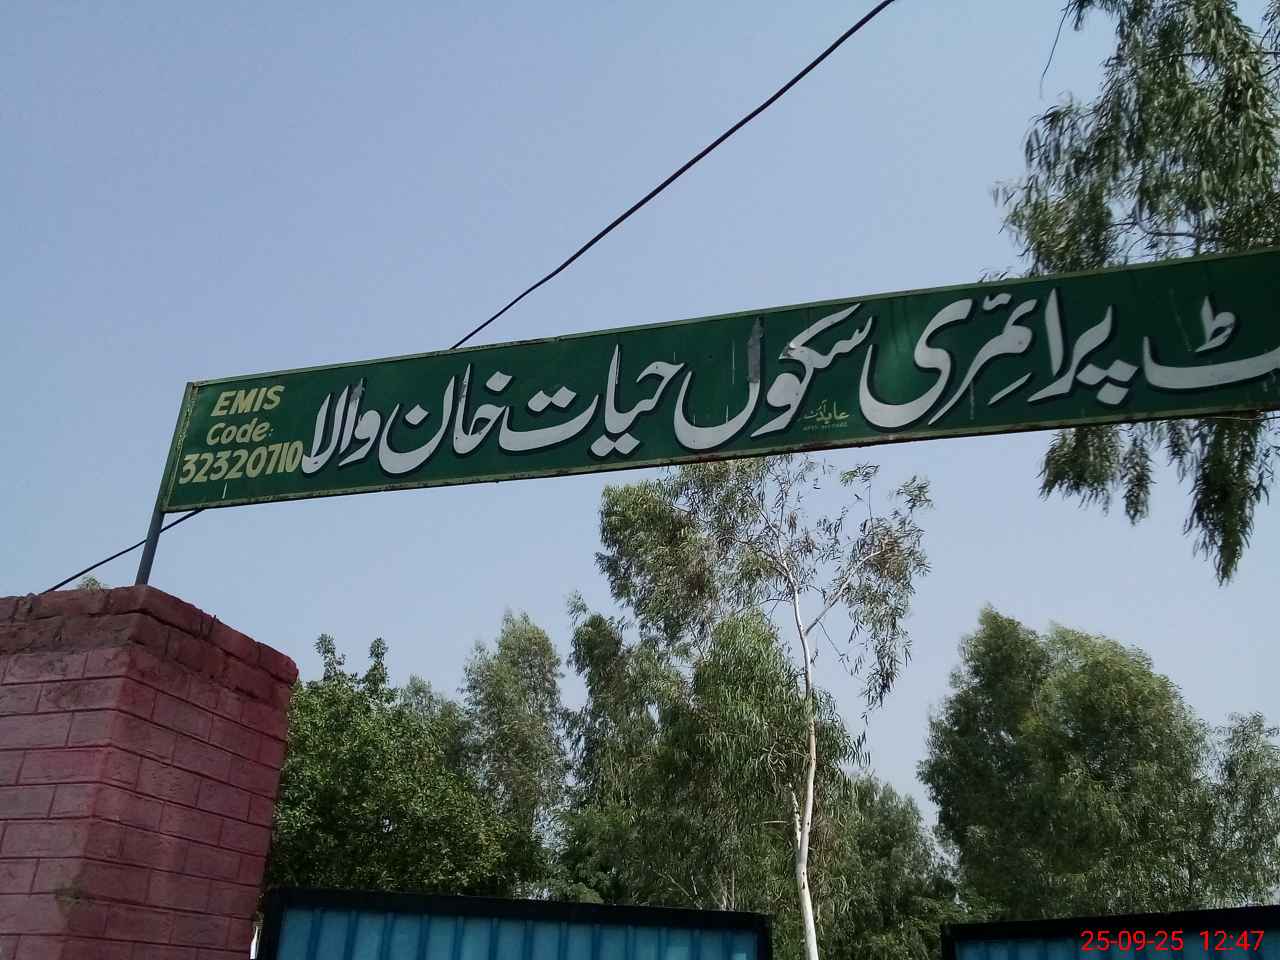 ٹ پرائمری سکول حیات خان والا
EMIS
Code:
32320710
25-09-25 12:47